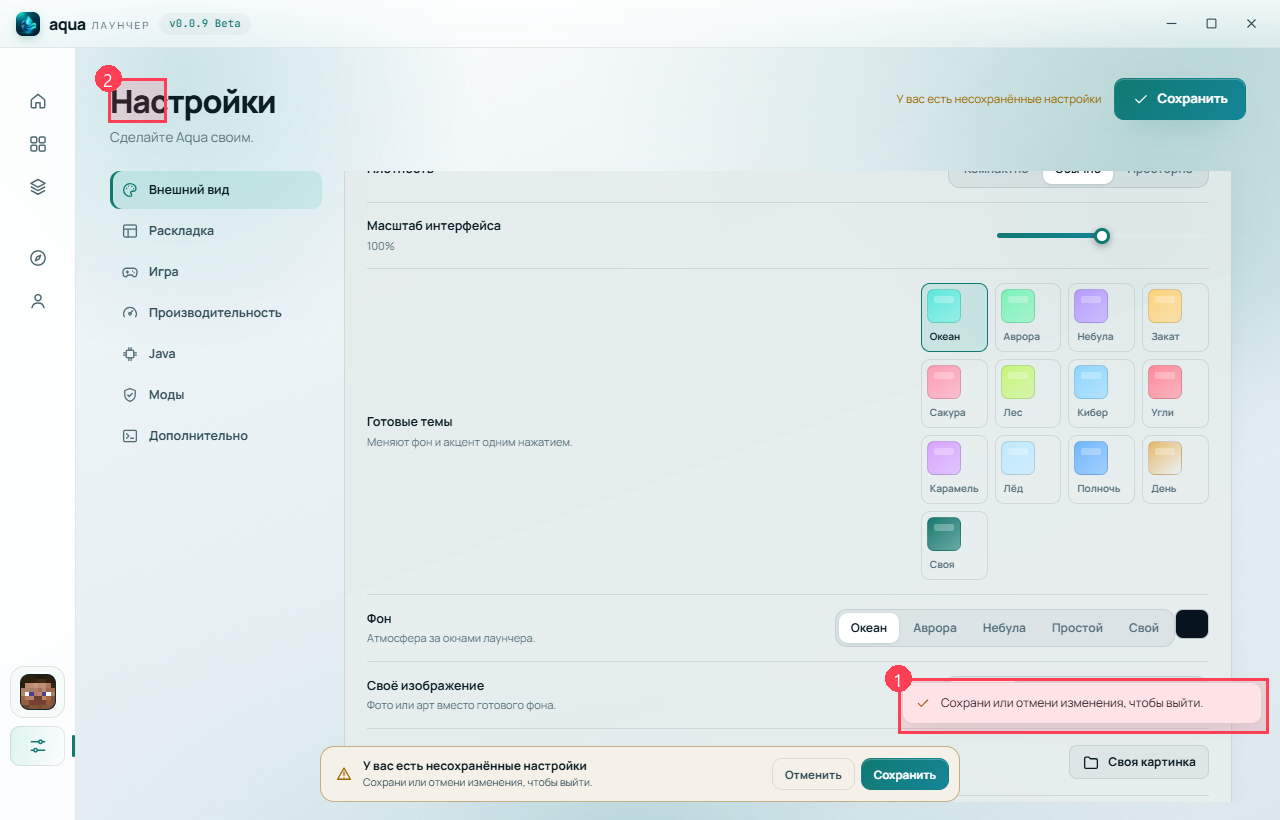 aqua ЛАУНЧЕР v0.0.9 Beta
2
Настройки
Сделайте Aqua своим.
У вас есть несохранённые настройки
Сохранить
Внешний вид
Раскладка
Игра
Производительность
Java
Моды
Дополнительно
Плотность
Компактно Обычно Просторно
Масштаб интерфейса
100%
Готовые темы
Меняют фон и акцент одним нажатием.
Океан Аврора Небула Закат
Сакура Лес Кибер Угли
Карамель Лёд Полночь День
Своя
Фон
Атмосфера за окнами лаунчера.
Океан Аврора Небула Простой Свой
Своё изображение
Фото или арт вместо готового фона.
1
Сохрани или отмени изменения, чтобы выйти.
Своя картинка
У вас есть несохранённые настройки
Сохрани или отмени изменения, чтобы выйти.
Отменить
Сохранить